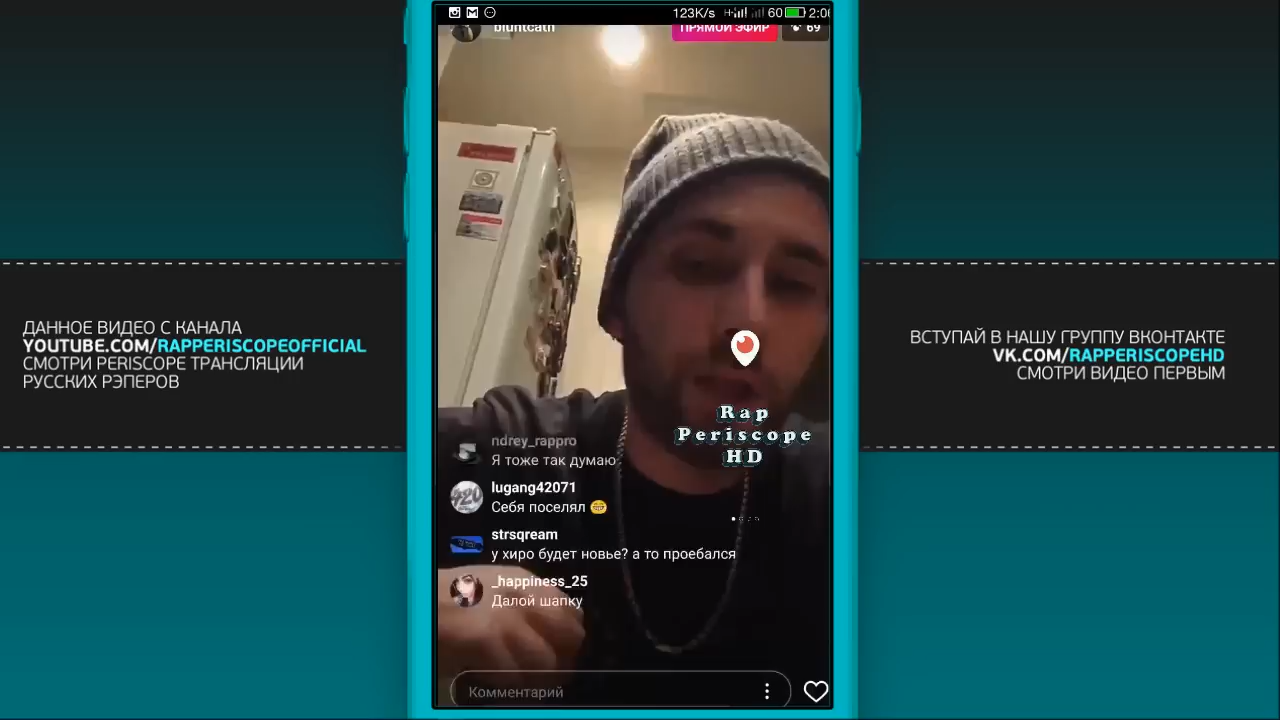 123K/s
60
bluntcath
ПРЯМОЙ ЭФИР
69
ДАННОЕ ВИДЕО С КАНАЛА
YOUTUBE.COM/RAPPERISCOPEOFFICIAL
СМОТРИ PERISCOPE ТРАНСЛЯЦИИ
РУССКИХ РЭПЕРОВ
ВСТУПАЙ В НАШУ ГРУППУ ВКОНТАКТЕ
VK.COM/RAPPERISCOPEHD
СМОТРИ ВИДЕО ПЕРВЫМ
Rap
Periscope
HD
ndrey_rappro
Я тоже так думаю
420
lugang42071
Себя поселял
strsqream
у хиро будет новье? а то проебался
_happiness_25
Далой шапку
Комментарий